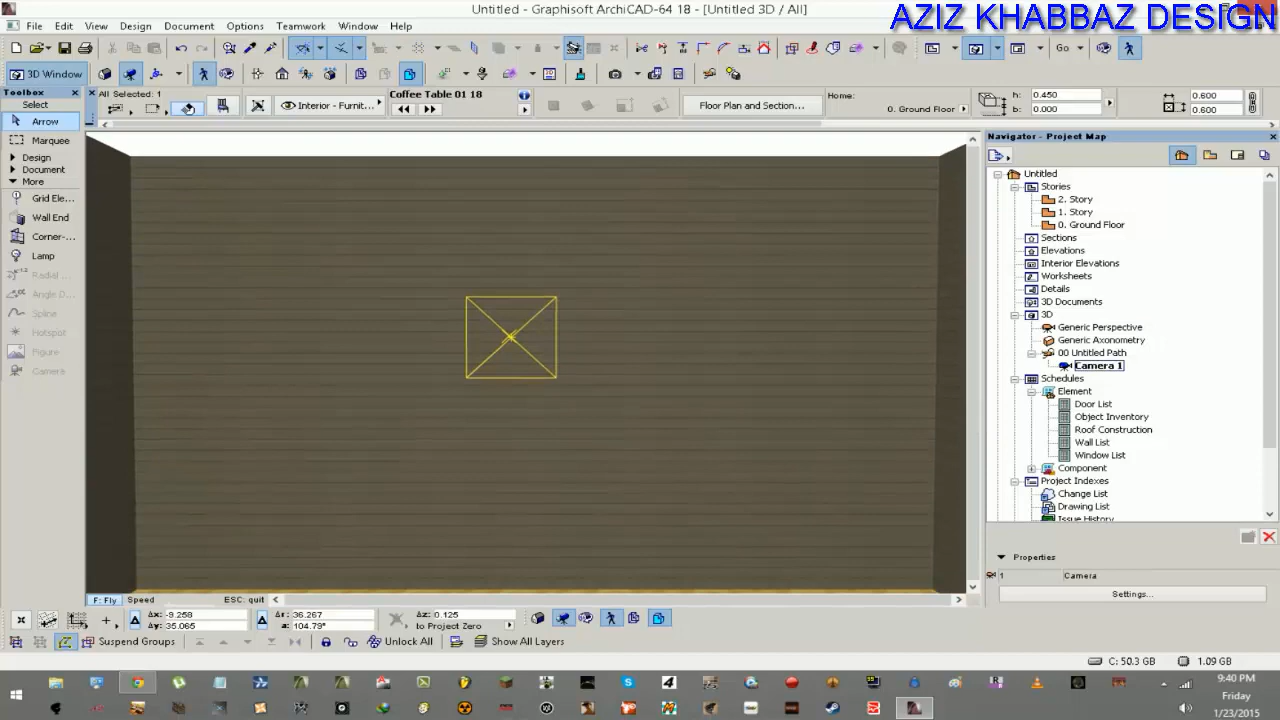 Untitled - Graphisoft ArchiCAD-64 18 - [Untitled 3D / All]
AZIZ KHABBAZ DESIGN
File Edit View Design Document Options Teamwork Window Help
Go
3D Window
Toolbox
Select
Arrow
Marquee
Design
Document
More
Grid Ele...
Wall End
Corner-...
Lamp
Radial ...
Angle D...
Spline
Hotspot
Figure
Camera
All Selected: 1
Interior - Furnit...
Coffee Table 01 18
Floor Plan and Section...
Home:
0. Ground Floor
h: 0.450
b: 0.000
0.600
0.600
Navigator - Project Map
Untitled
Stories
2. Story
1. Story
0. Ground Floor
Sections
Elevations
Interior Elevations
Worksheets
Details
3D Documents
3D
Generic Perspective
Generic Axonometry
00 Untitled Path
Camera 1
Schedules
Element
Door List
Object Inventory
Roof Construction
Wall List
Window List
Component
Project Indexes
Change List
Drawing List
Issue History
Properties
1 Camera
Settings...
F: Fly Speed ESC: quit
Δx: -9.258
Δy: 35.065
Δr: 36.267
a: 104.79°
Δz: 0.125
to Project Zero
Suspend Groups
Unlock All
Show All Layers
C: 50.3 GB
1.09 GB
9:40 PM
Friday
1/23/2015